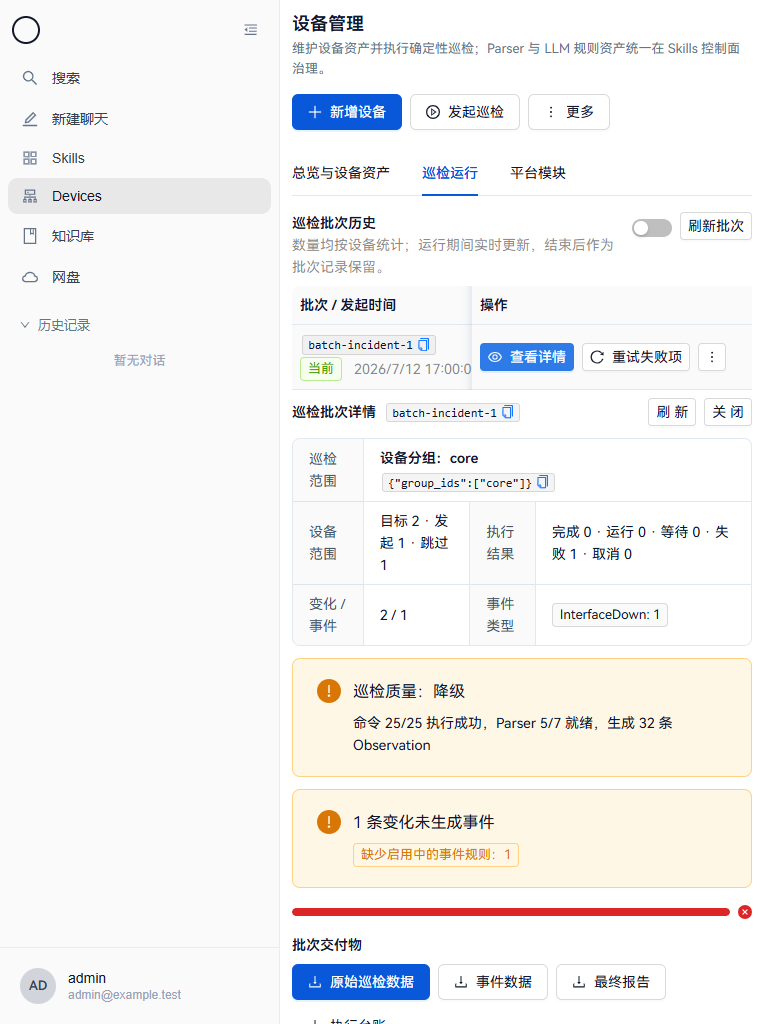 搜索
新建聊天
Skills
Devices
知识库
网盘
历史记录
暂无对话
AD
admin
admin@example.test
设备管理
维护设备资产并执行确定性巡检；Parser 与 LLM 规则资产统一在 Skills 控制面
治理。
新增设备
发起巡检
更多
总览与设备资产
巡检运行
平台模块
巡检批次历史
数量均按设备统计；运行期间实时更新，结束后作为
批次记录保留。
刷新批次
批次 / 发起时间
操作
batch-incident-1
当前
2026/7/12 17:00:0
查看详情
重试失败项
巡检批次详情
batch-incident-1
刷 新
关 闭
巡检
范围
设备分组：core
{"group_ids":["core"]}
设备
范围
目标 2 · 发
起 1 · 跳过
1
执行
结果
完成 0 · 运行 0 · 等待 0 · 失
败 1 · 取消 0
变化 /
事件
2 / 1
事件
类型
InterfaceDown: 1
巡检质量：降级
命令 25/25 执行成功，Parser 5/7 就绪，生成 32 条
Observation
1 条变化未生成事件
缺少启用中的事件规则：1
批次交付物
原始巡检数据
事件数据
最终报告
执行台账